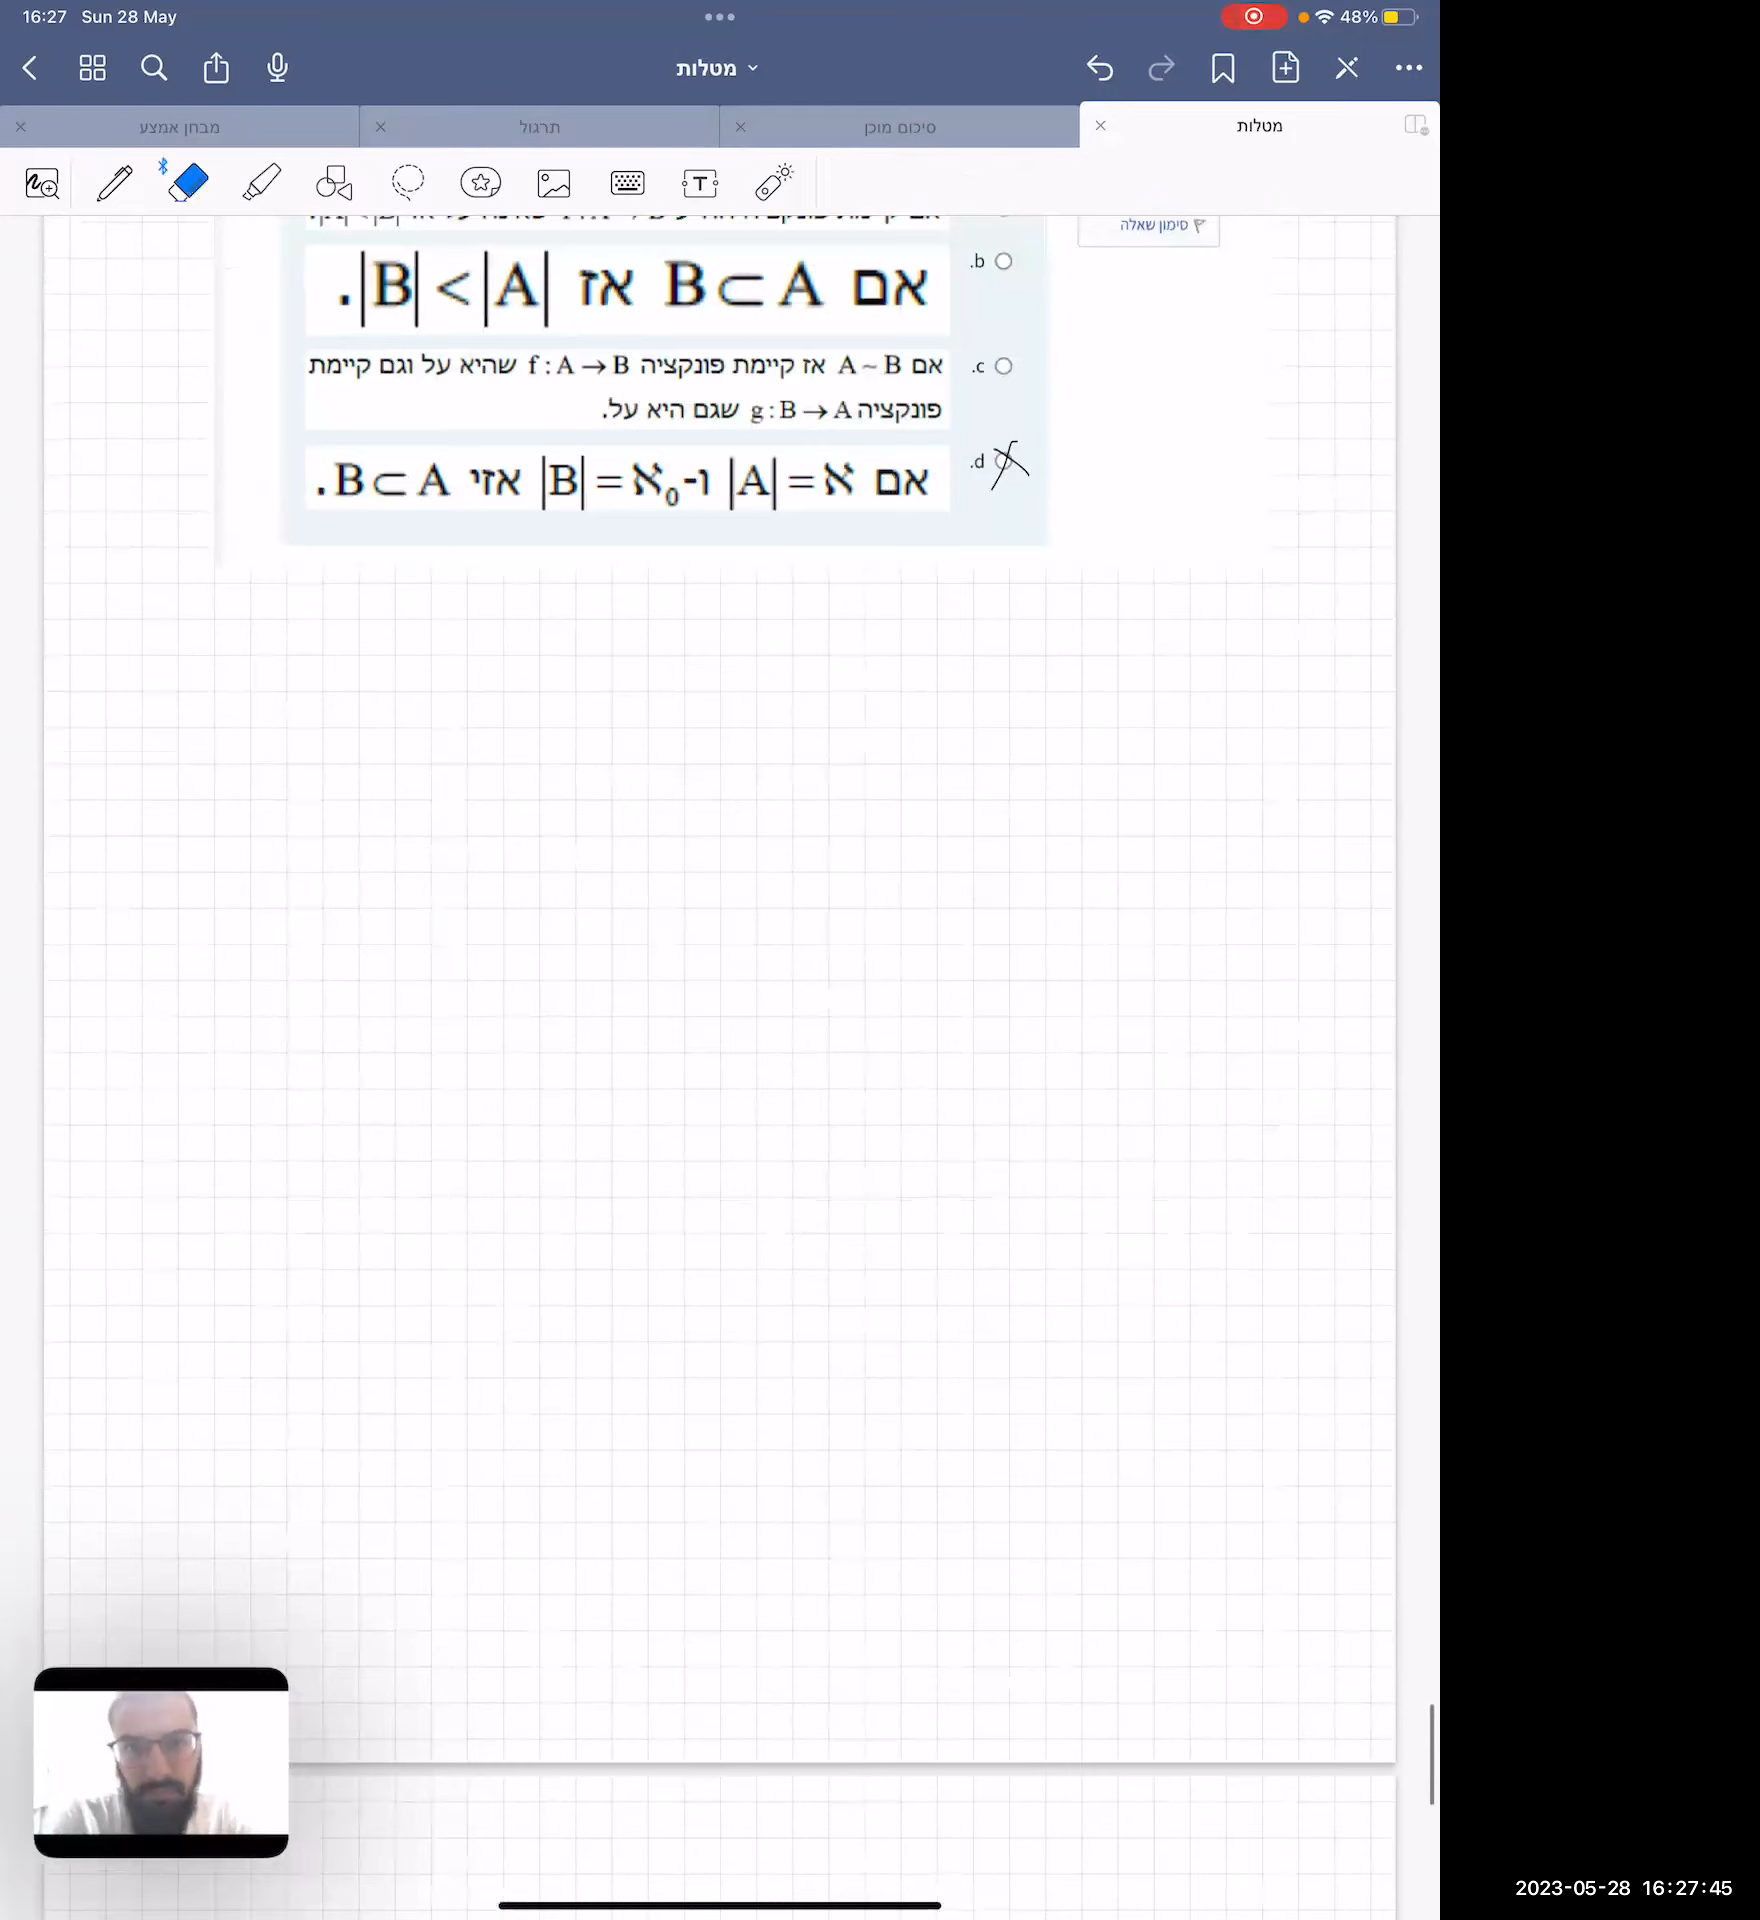 16:27 Sun 28 May
48%
מטלות
מבחן אמצע
תרגול
סיכום מוכן
מטלות
T
סימון שאלה
.b
אם B⊂A אז |B|<|A|.
.c
אם A~B אז קיימת פונקציה f:A→B שהיא על וגם קיימת
פונקציה g:B→A שגם היא על.
.d
אם |A|=ℵ ו-|B|=ℵ₀ אזי B⊂A.
2023-05-28 16:27:45